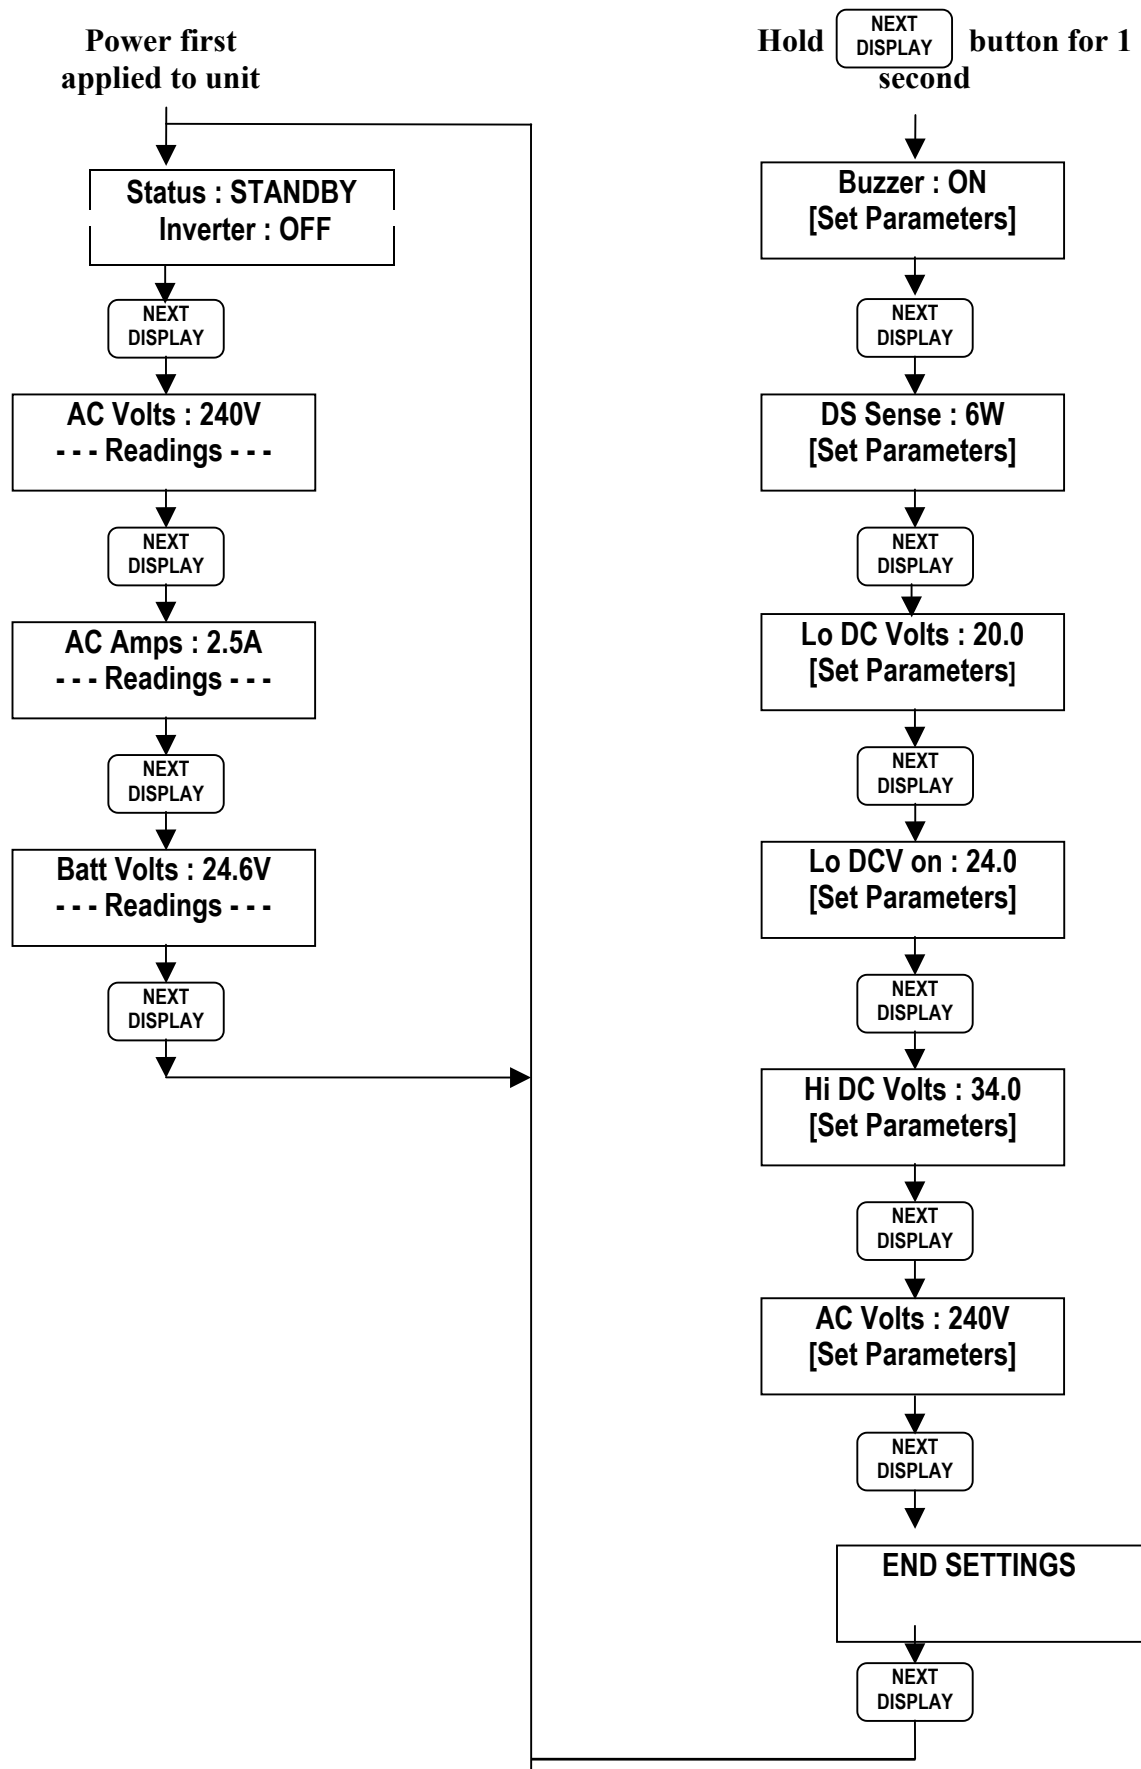 Power first
applied to unit
Status : STANDBY
Inverter : OFF
NEXT
DISPLAY
AC Volts : 240V
- - - Readings - - -
NEXT
DISPLAY
AC Amps : 2.5A
- - - Readings - - -
NEXT
DISPLAY
Batt Volts : 24.6V
- - - Readings - - -
NEXT
DISPLAY
Hold NEXT DISPLAY button for 1
second
Buzzer : ON
[Set Parameters]
NEXT
DISPLAY
DS Sense : 6W
[Set Parameters]
NEXT
DISPLAY
Lo DC Volts : 20.0
[Set Parameters]
NEXT
DISPLAY
Lo DCV on : 24.0
[Set Parameters]
NEXT
DISPLAY
Hi DC Volts : 34.0
[Set Parameters]
NEXT
DISPLAY
AC Volts : 240V
[Set Parameters]
NEXT
DISPLAY
END SETTINGS
NEXT
DISPLAY